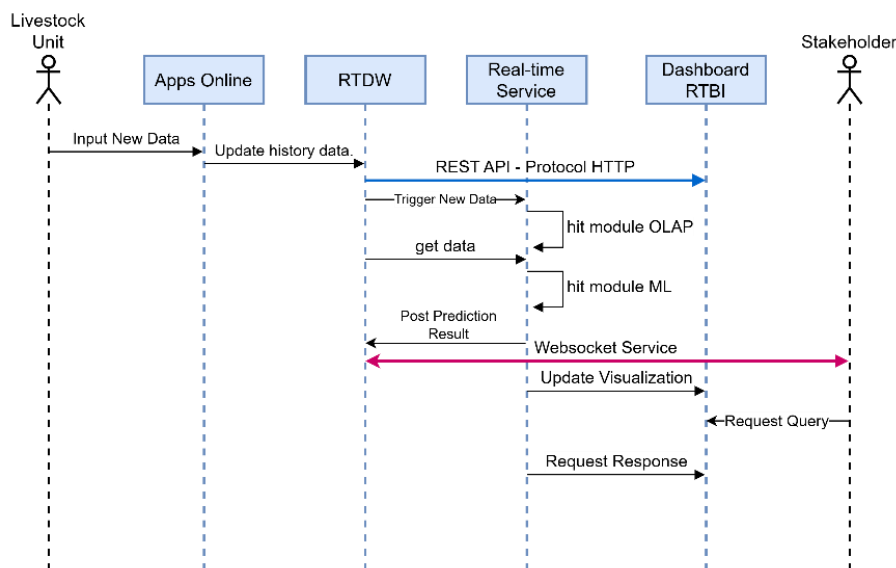 Livestock
Unit
Stakeholder
Apps Online
RTDW
Real-time
Service
Dashboard
RTBI
Input New Data
Update history data.
REST API - Protocol HTTP
Trigger New Data
hit module OLAP
get data
hit module ML
Post Prediction
Result
Websocket Service
Update Visualization
Request Query
Request Response